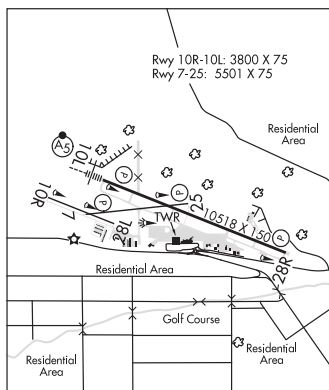 Rwy 10R-10L: 3800 X 75
Rwy 7-25: 5501 X 75
Residential
Area
A5
10L
P
P
P
P
10R
7
25
TWR
10518 X 150
28L
28R
Residential Area
Golf Course
Residential
Area
Residential
Area